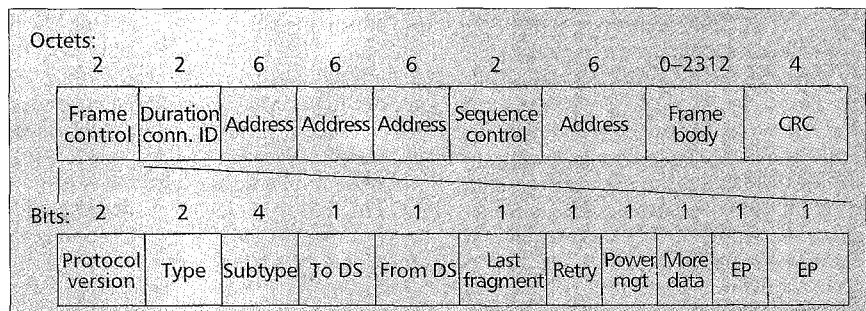 Octets:
2 2 6 6 6 2 6 0–2312 4
Frame control Duration conn. ID Address Address Address Sequence control Address Frame body CRC
Bits: 2 2 4 1 1 1 1 1 1 1 1
Protocol version Type Subtype To DS From DS Last fragment Retry Power mgt More data EP EP